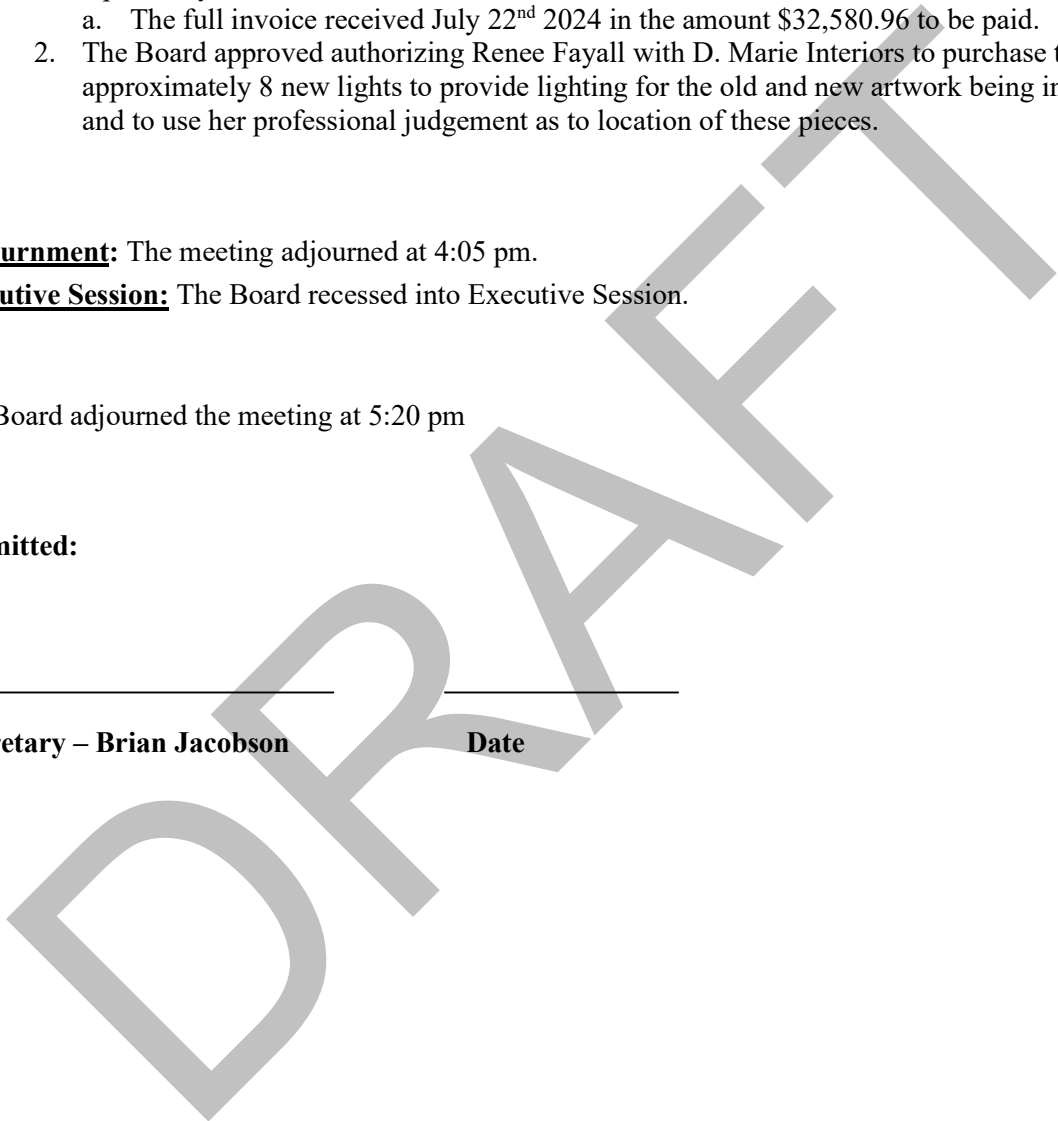 a. The full invoice received July 22nd 2024 in the amount $32,580.96 to be paid.
2. The Board approved authorizing Renee Fayall with D. Marie Interiors to purchase t
approximately 8 new lights to provide lighting for the old and new artwork being in
and to use her professional judgement as to location of these pieces.
urnment: The meeting adjourned at 4:05 pm.
utive Session: The Board recessed into Executive Session.
Board adjourned the meeting at 5:20 pm
mitted:
retary – Brian Jacobson Date
DRAFT